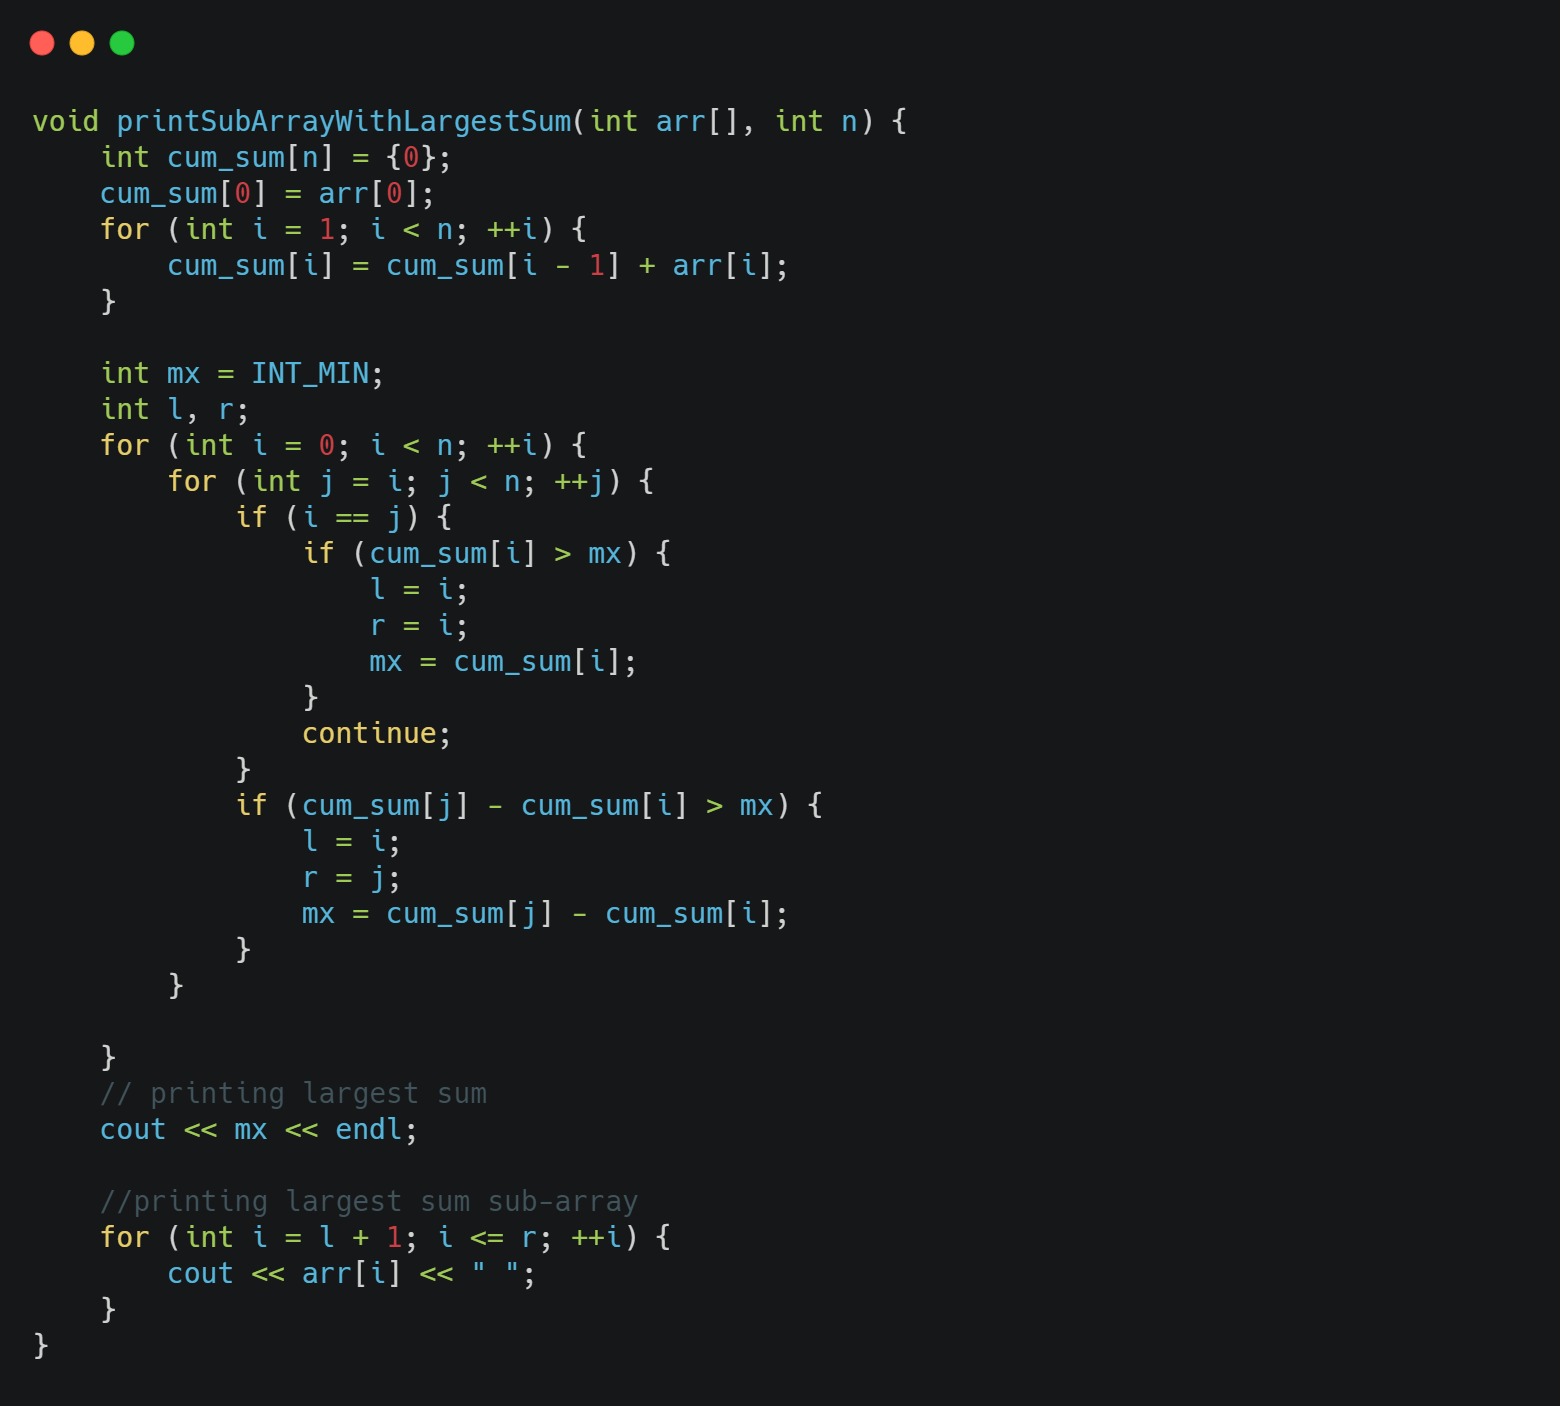 void printSubArrayWithLargestSum(int arr[], int n) {
    int cum_sum[n] = {0};
    cum_sum[0] = arr[0];
    for (int i = 1; i < n; ++i) {
        cum_sum[i] = cum_sum[i - 1] + arr[i];
    }

    int mx = INT_MIN;
    int l, r;
    for (int i = 0; i < n; ++i) {
        for (int j = i; j < n; ++j) {
            if (i == j) {
                if (cum_sum[i] > mx) {
                    l = i;
                    r = i;
                    mx = cum_sum[i];
                }
                continue;
            }
            if (cum_sum[j] - cum_sum[i] > mx) {
                l = i;
                r = j;
                mx = cum_sum[j] - cum_sum[i];
            }
        }

    }
    // printing largest sum
    cout << mx << endl;

    //printing largest sum sub-array
    for (int i = l + 1; i <= r; ++i) {
        cout << arr[i] << " ";
    }
}